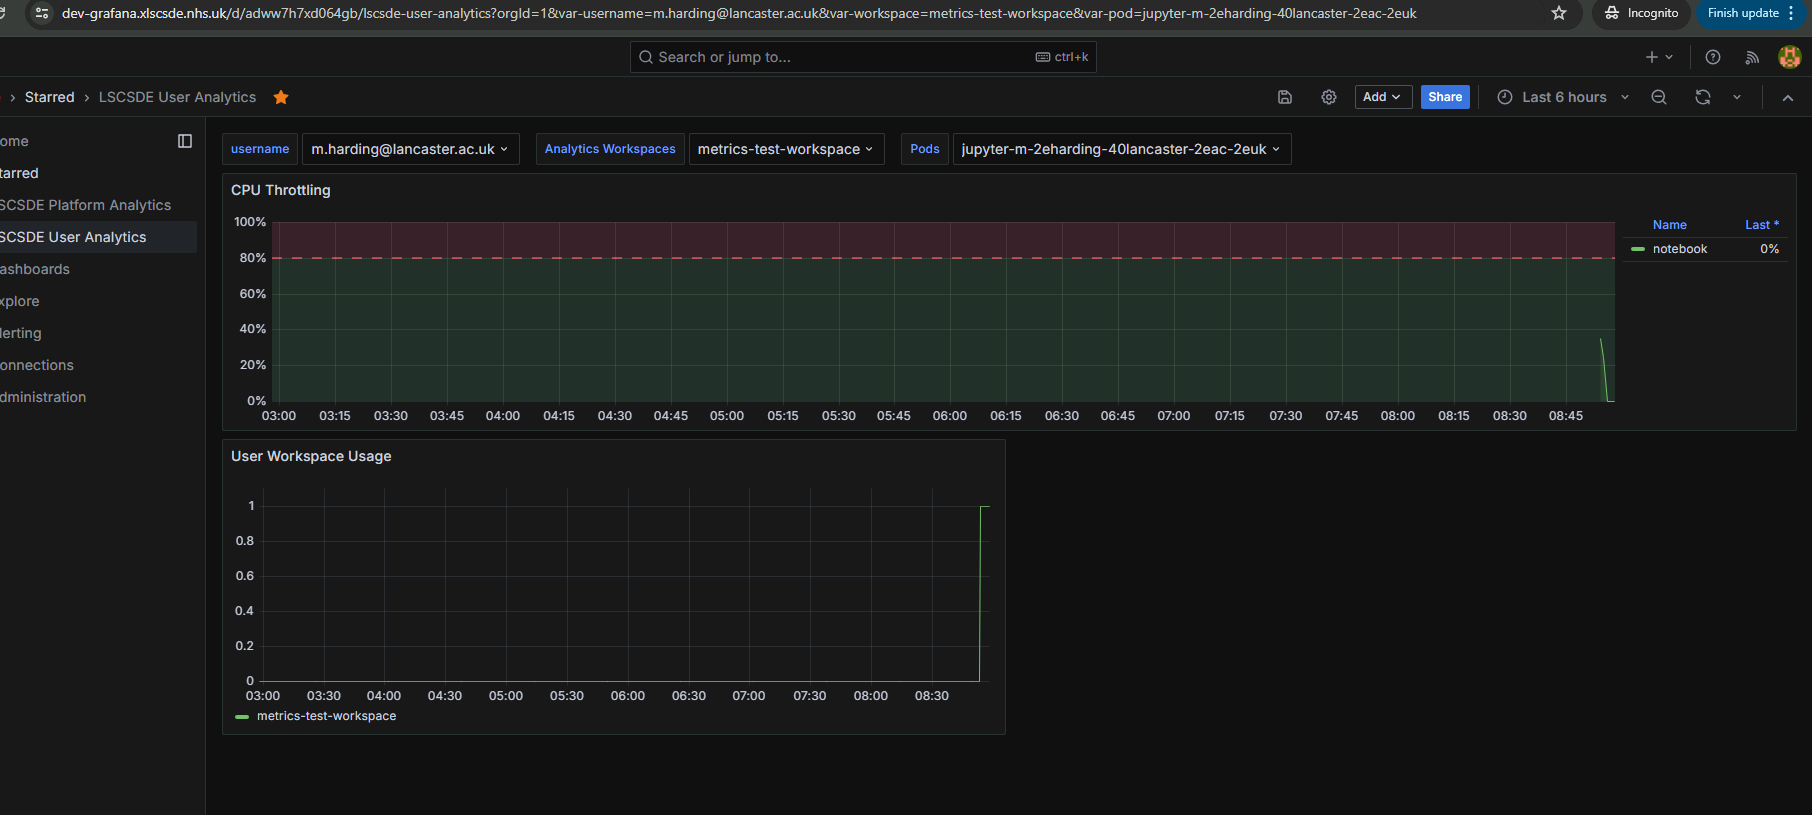 dev-grafana.xlscsde.nhs.uk/d/adww7h7xd064gb/lscsde-user-analytics?orgId=1&var-username=m.harding@lancaster.ac.uk&var-workspace=metrics-test-workspace&var-pod=jupyter-m-2eharding-40lancaster-2eac-2euk
Incognito
Finish update
Search or jump to...
ctrl+k
Starred › LSCSDE User Analytics
Add
Share
Last 6 hours
ome
tarred
SCSDE Platform Analytics
SCSDE User Analytics
ashboards
xplore
lerting
onnections
dministration
username m.harding@lancaster.ac.uk
Analytics Workspaces metrics-test-workspace
Pods jupyter-m-2eharding-40lancaster-2eac-2euk
CPU Throttling
100%
80%
60%
40%
20%
0%
03:00 03:15 03:30 03:45 04:00 04:15 04:30 04:45 05:00 05:15 05:30 05:45 06:00 06:15 06:30 06:45 07:00 07:15 07:30 07:45 08:00 08:15 08:30 08:45
Name Last *
notebook 0%
User Workspace Usage
1
0.8
0.6
0.4
0.2
0
03:00 03:30 04:00 04:30 05:00 05:30 06:00 06:30 07:00 07:30 08:00 08:30
metrics-test-workspace